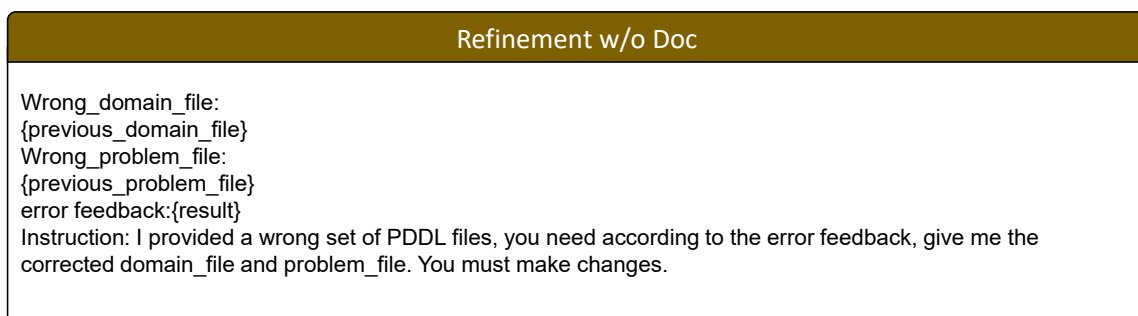 Refinement w/o Doc
Wrong_domain_file:
{previous_domain_file}
Wrong_problem_file:
{previous_problem_file}
error feedback:{result}
Instruction: I provided a wrong set of PDDL files, you need according to the error feedback, give me the
corrected domain_file and problem_file. You must make changes.